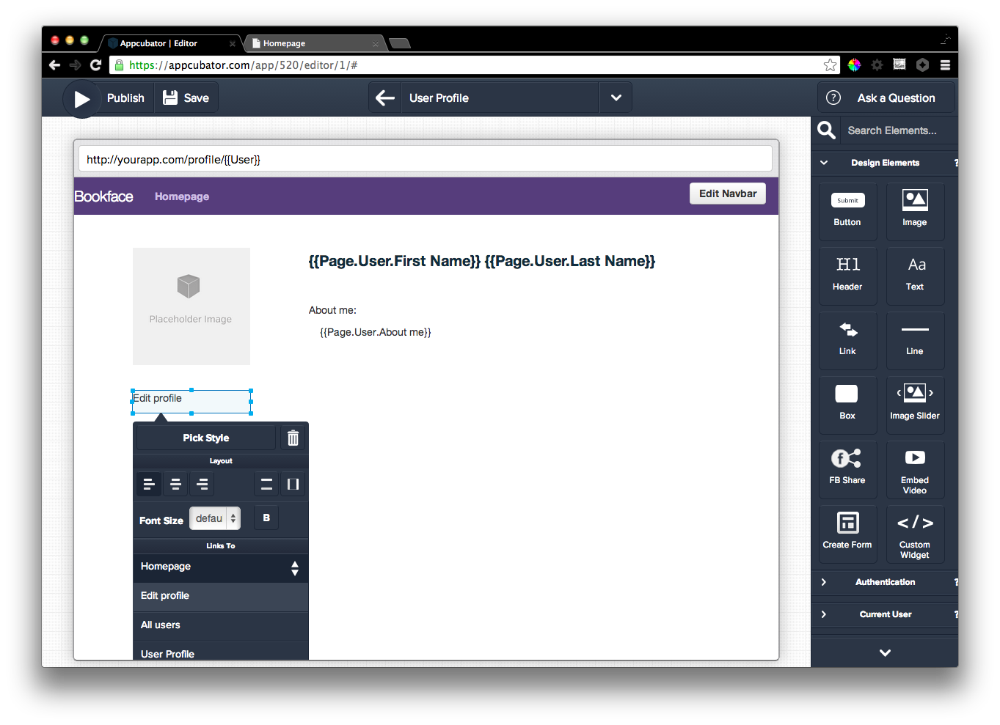 Appcubator | Editor
Homepage
https://appcubator.com/app/520/editor/1/#
Publish
Save
User Profile
? Ask a Question
Search Elements...
http://yourapp.com/profile/{{User}}
Design Elements ?
Bookface
Homepage
Edit Navbar
Submit
Button
Image
{{Page.User.First Name}} {{Page.User.Last Name}}
H1
Header
Aa
Text
Placeholder Image
About me:
{{Page.User.About me}}
Link
Line
Edit profile
Box
Image Slider
Pick Style
Layout
f
FB Share
Embed
Video
Font Size
defau
B
Links To
</>
Create Form
Custom
Widget
Homepage
Edit profile
All users
User Profile
Authentication ?
Current User ?